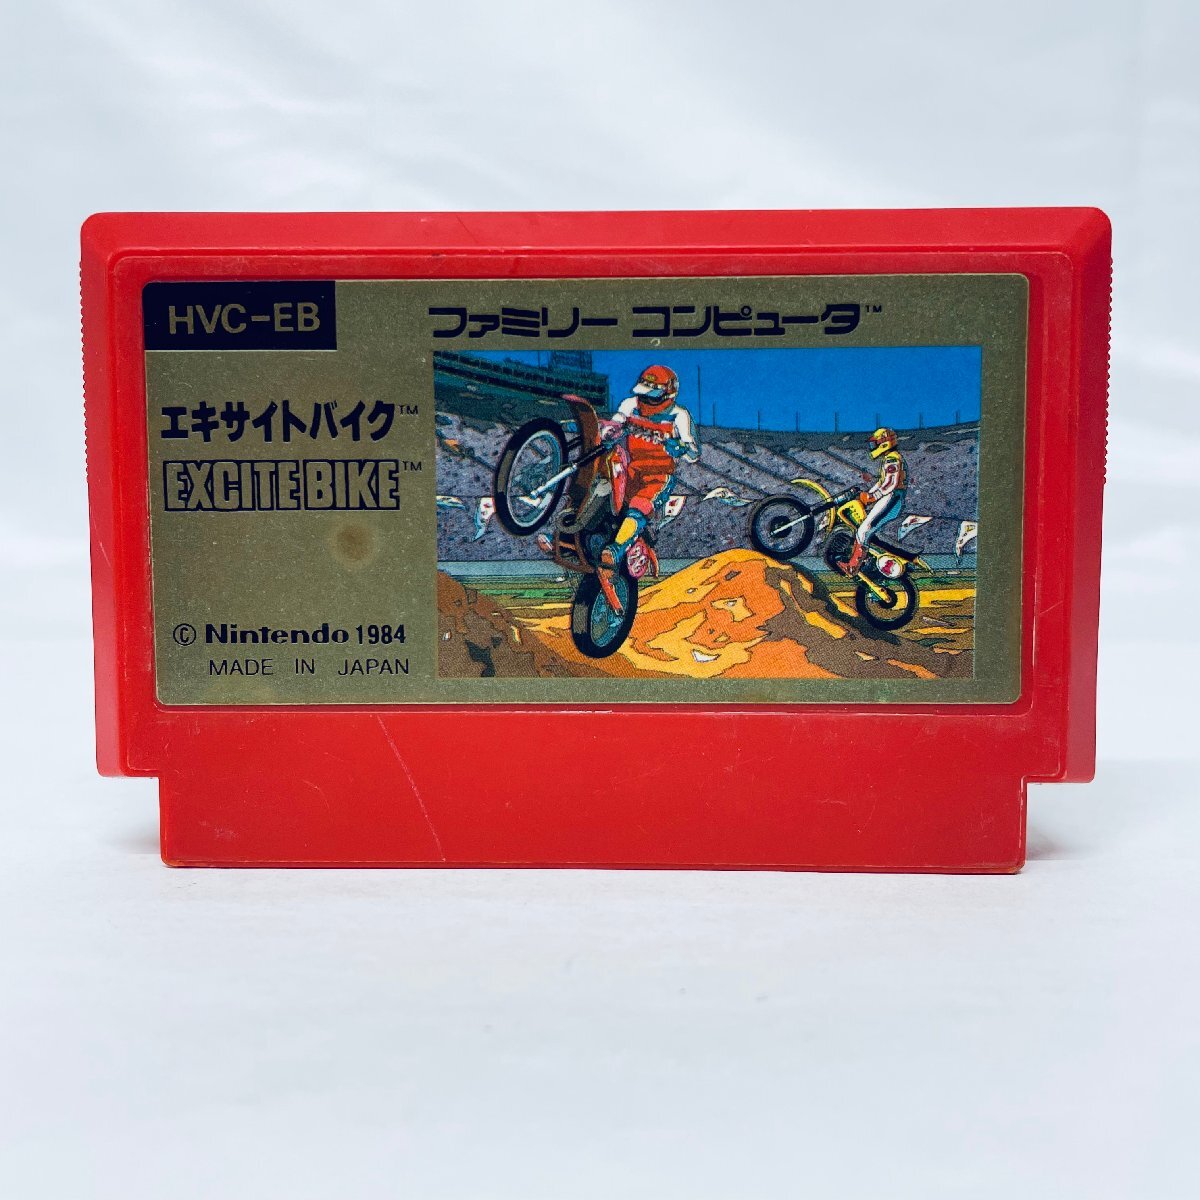 HVC-EB
ファミリー コンピュータ™
エキサイトバイク™
EXCITEBIKE™
© Nintendo 1984
MADE IN JAPAN